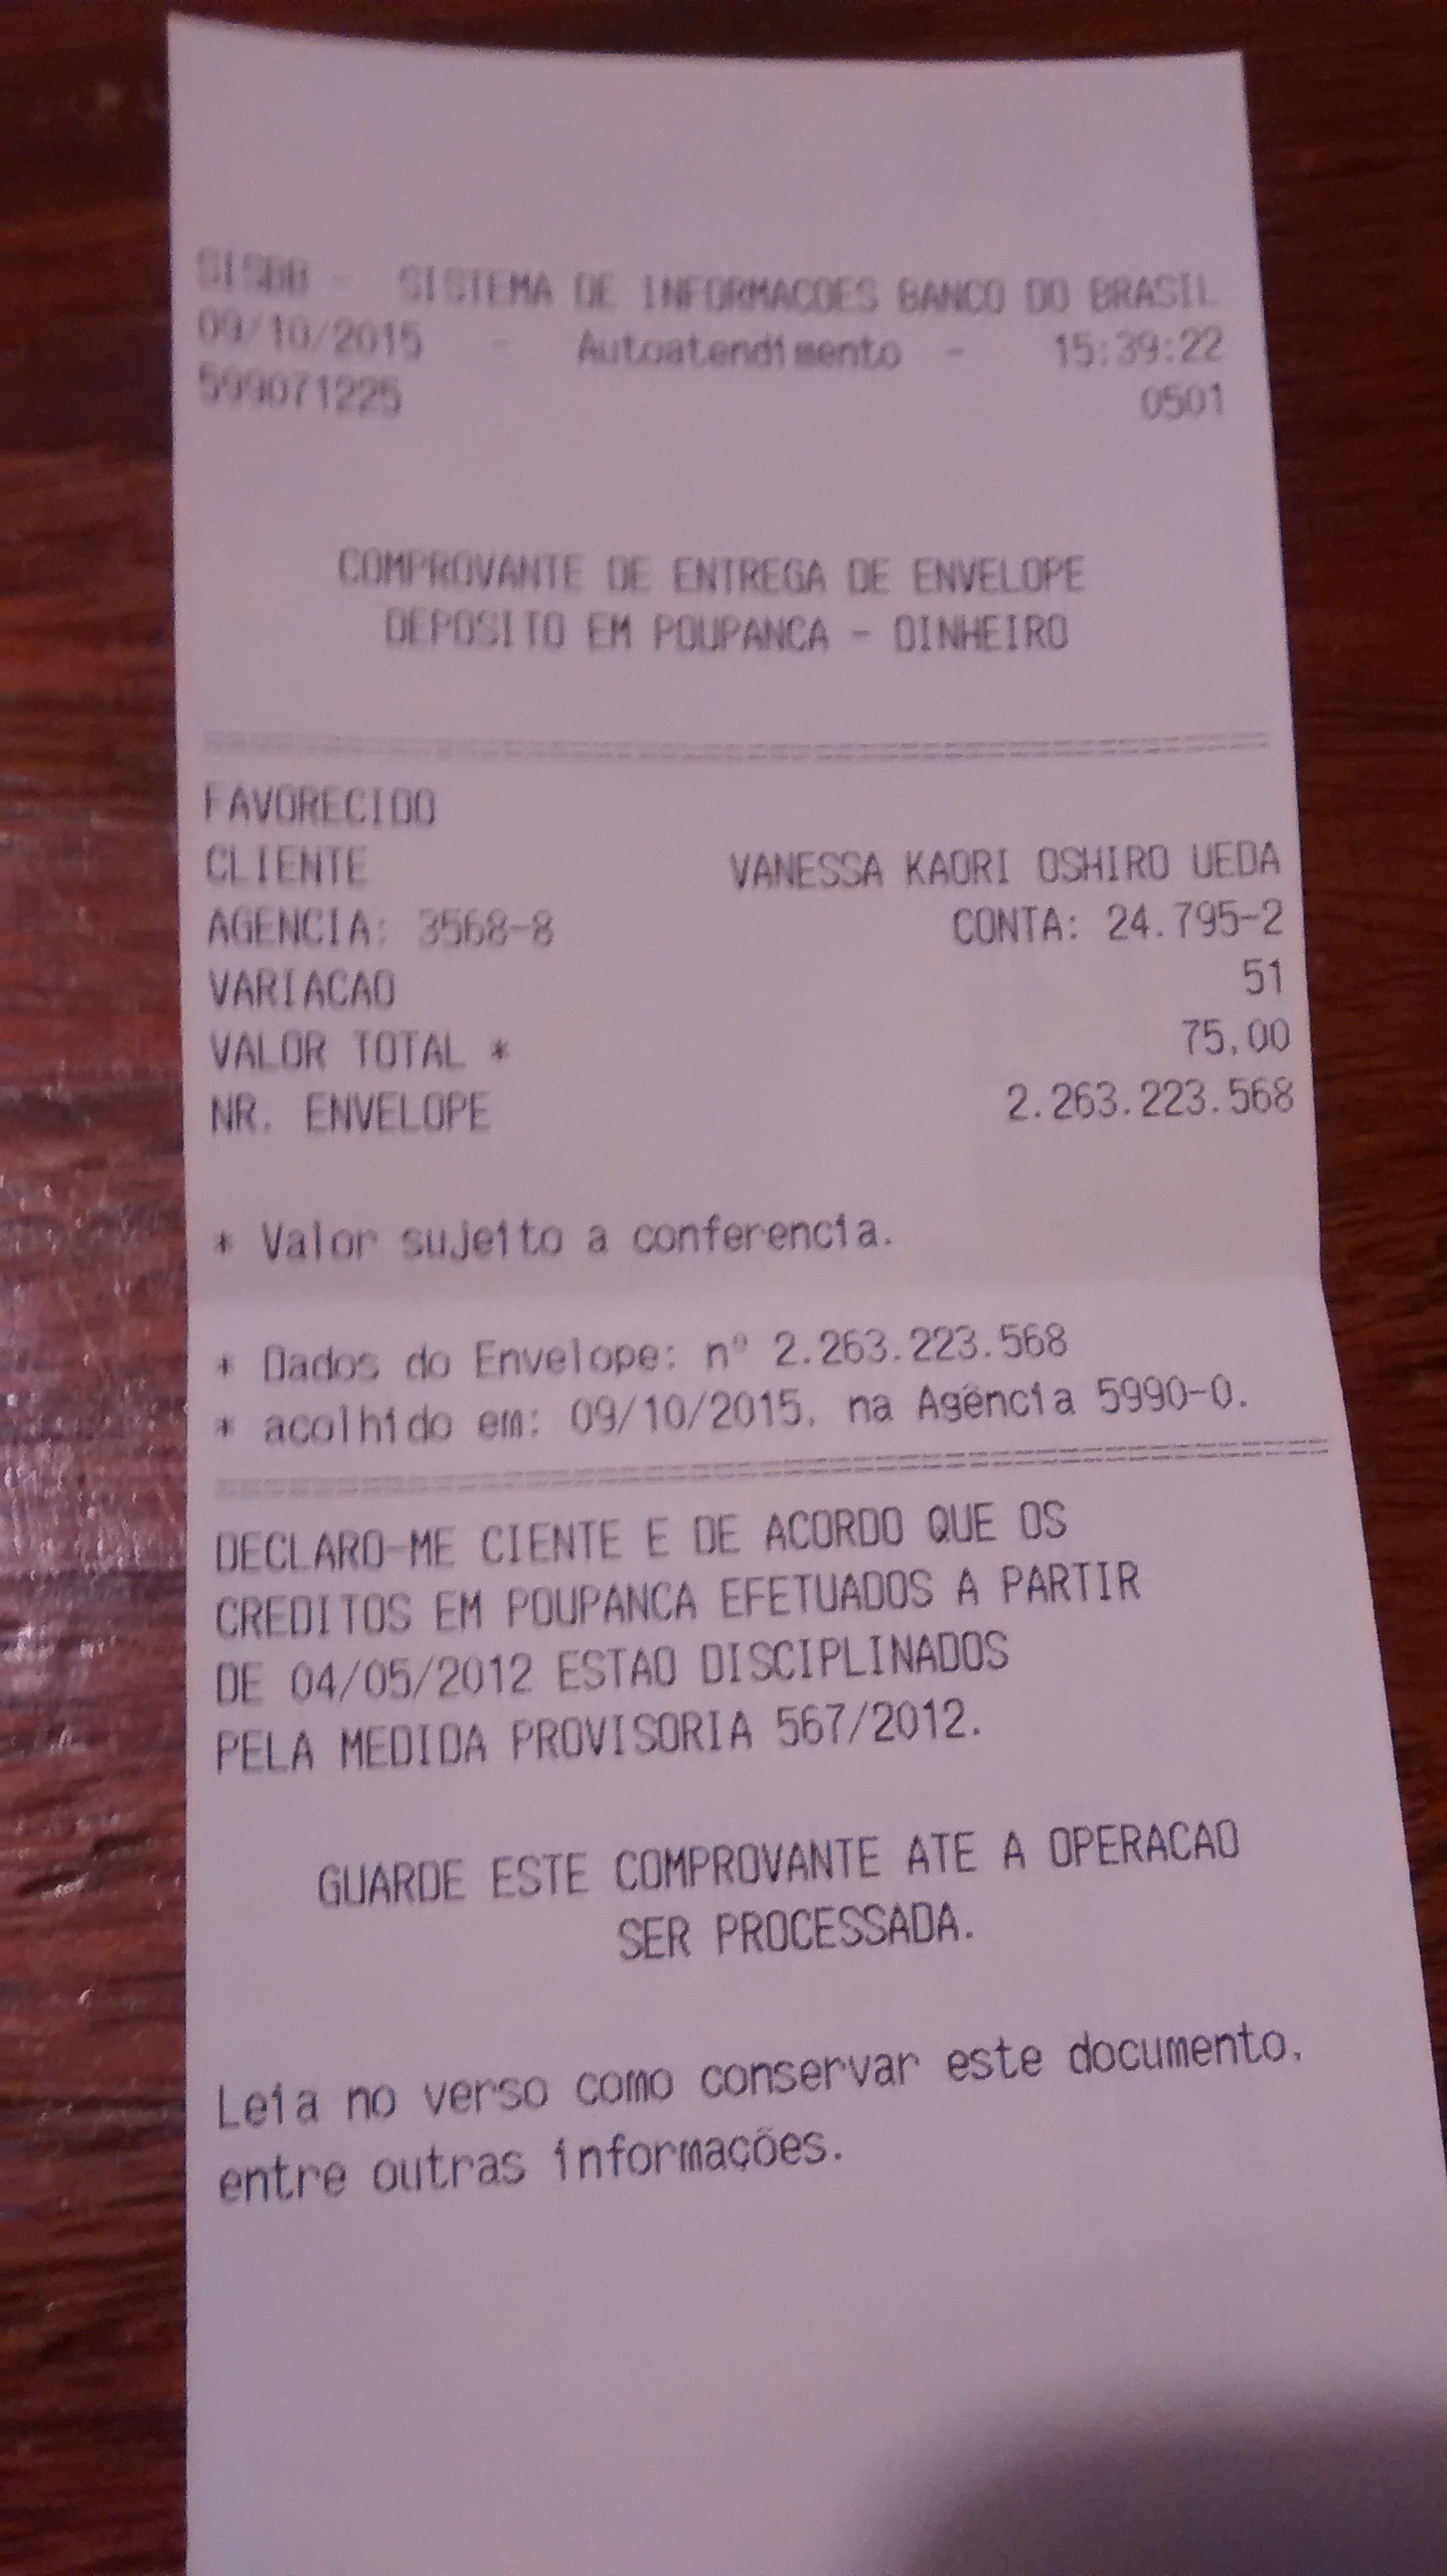 SISBB - SISTEMA DE INFORMACOES BANCO DO BRASIL
09/10/2015 - Autoatendimento - 15:39:22
599071225 0501
COMPROVANTE DE ENTREGA DE ENVELOPE
DEPOSITO EM POUPANCA - DINHEIRO
FAVORECIDO
CLIENTE VANESSA KAORI OSHIRO UEDA
AGENCIA: 3568-8 CONTA: 24.795-2
VARIACAO 51
VALOR TOTAL * 75,00
NR. ENVELOPE 2.263.223.568
* Valor sujeito a conferencia.
* Dados do Envelope: nº 2.263.223.568
* acolhido em: 09/10/2015, na Agência 5990-0.
DECLARO-ME CIENTE E DE ACORDO QUE OS
CREDITOS EM POUPANCA EFETUADOS A PARTIR
DE 04/05/2012 ESTAO DISCIPLINADOS
PELA MEDIDA PROVISORIA 567/2012.
GUARDE ESTE COMPROVANTE ATE A OPERACAO
SER PROCESSADA.
Leia no verso como conservar este documento,
entre outras informações.